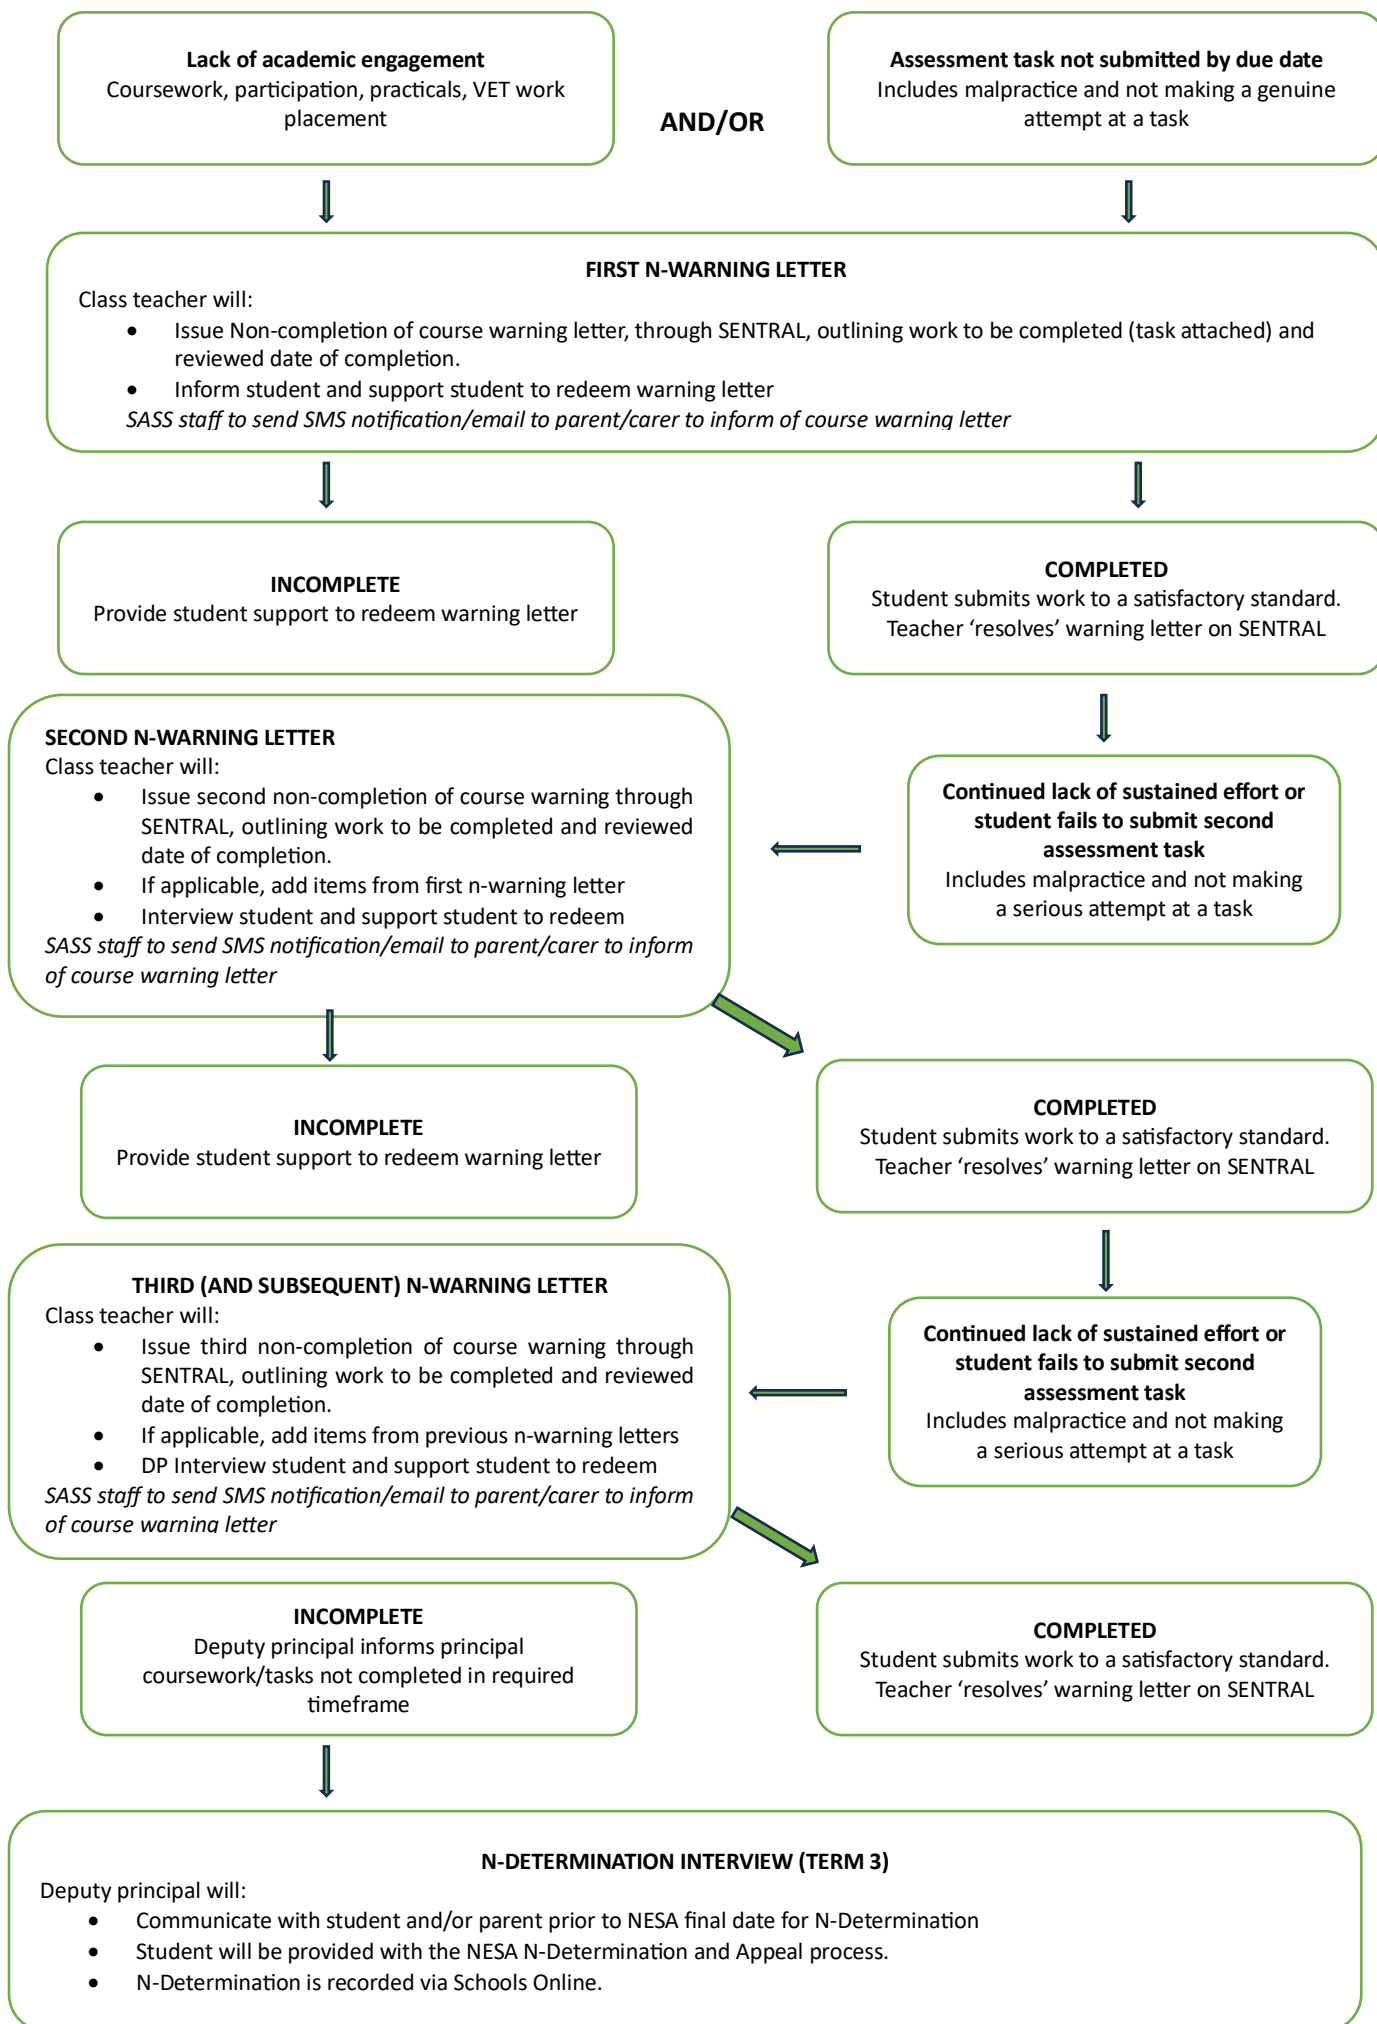 Lack of academic engagement
Coursework, participation, practicals, VET work
placement
AND/OR
Assessment task not submitted by due date
Includes malpractice and not making a genuine
attempt at a task
FIRST N-WARNING LETTER
Class teacher will:
• Issue Non-completion of course warning letter, through SENTRAL, outlining work to be completed (task attached) and
reviewed date of completion.
• Inform student and support student to redeem warning letter
SASS staff to send SMS notification/email to parent/carer to inform of course warning letter
INCOMPLETE
Provide student support to redeem warning letter
COMPLETED
Student submits work to a satisfactory standard.
Teacher ‘resolves’ warning letter on SENTRAL
SECOND N-WARNING LETTER
Class teacher will:
• Issue second non-completion of course warning through
SENTRAL, outlining work to be completed and reviewed
date of completion.
• If applicable, add items from first n-warning letter
• Interview student and support student to redeem
SASS staff to send SMS notification/email to parent/carer to inform
of course warning letter
Continued lack of sustained effort or
student fails to submit second
assessment task
Includes malpractice and not making
a serious attempt at a task
INCOMPLETE
Provide student support to redeem warning letter
COMPLETED
Student submits work to a satisfactory standard.
Teacher ‘resolves’ warning letter on SENTRAL
THIRD (AND SUBSEQUENT) N-WARNING LETTER
Class teacher will:
• Issue third non-completion of course warning through
SENTRAL, outlining work to be completed and reviewed
date of completion.
• If applicable, add items from previous n-warning letters
• DP Interview student and support student to redeem
SASS staff to send SMS notification/email to parent/carer to inform
of course warning letter
Continued lack of sustained effort or
student fails to submit second
assessment task
Includes malpractice and not making
a serious attempt at a task
INCOMPLETE
Deputy principal informs principal
coursework/tasks not completed in required
timeframe
COMPLETED
Student submits work to a satisfactory standard.
Teacher ‘resolves’ warning letter on SENTRAL
N-DETERMINATION INTERVIEW (TERM 3)
Deputy principal will:
• Communicate with student and/or parent prior to NESA final date for N-Determination
• Student will be provided with the NESA N-Determination and Appeal process.
• N-Determination is recorded via Schools Online.